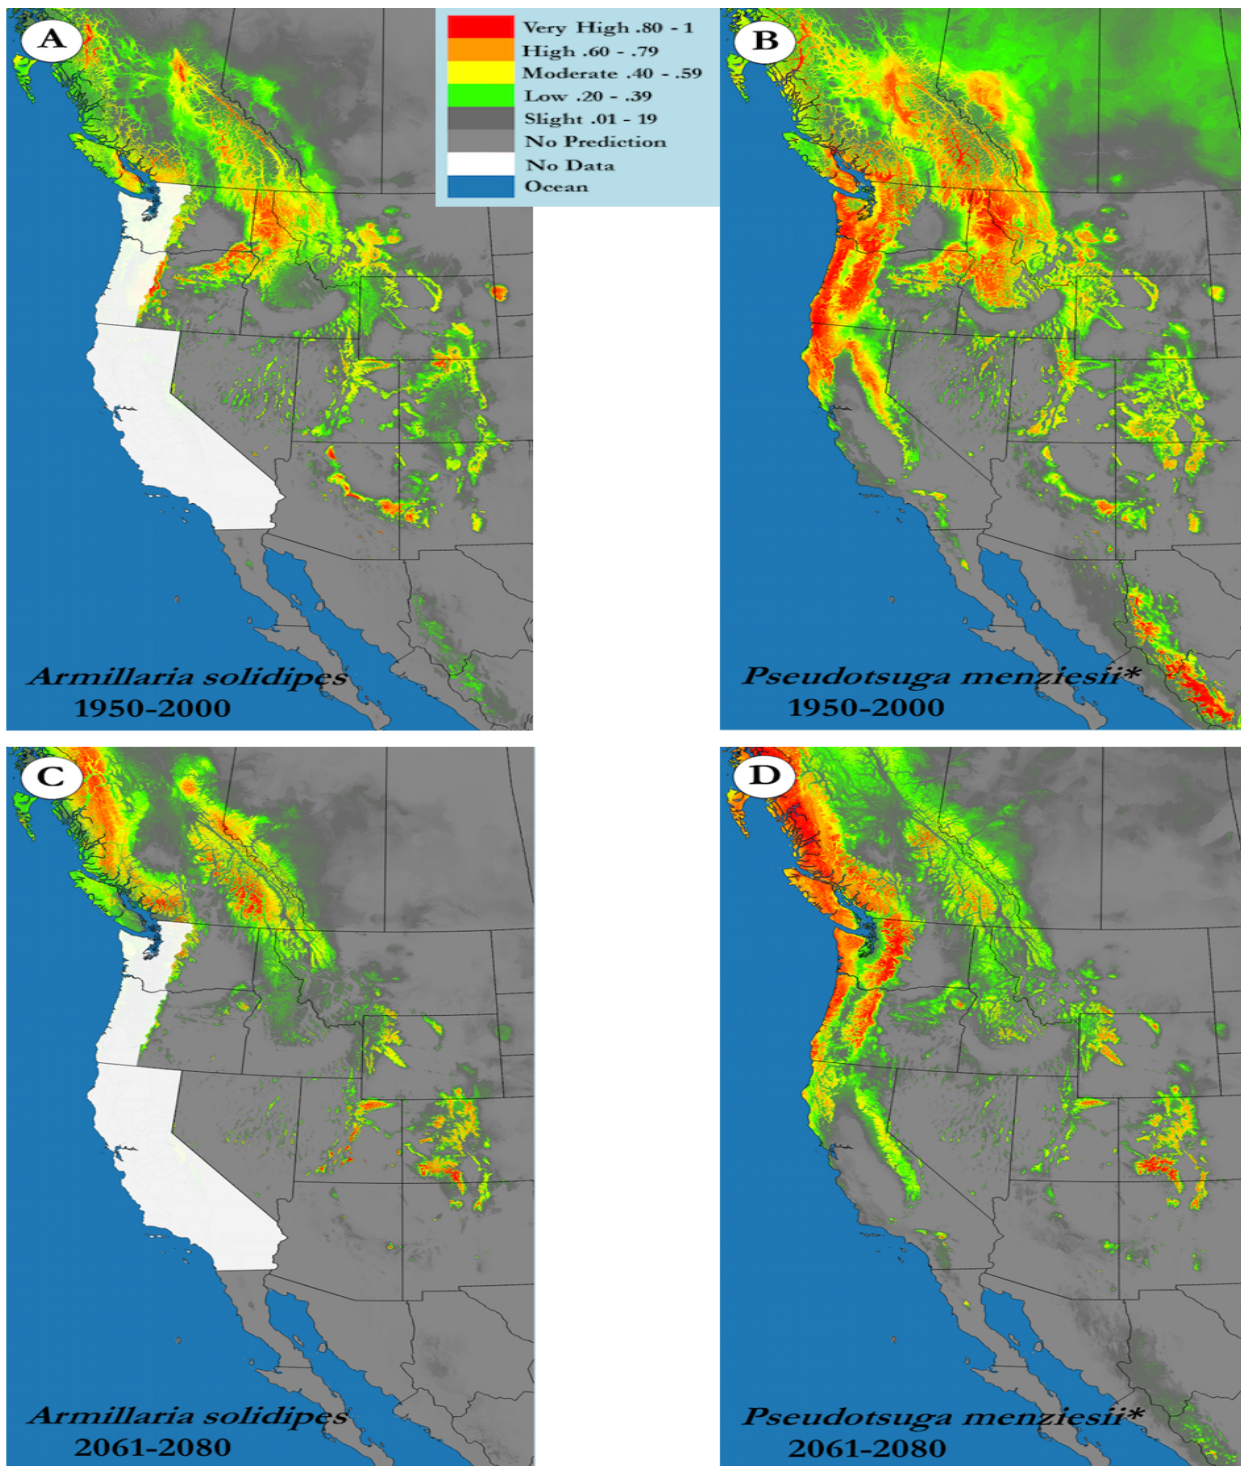 A
Very High .80 - 1
High .60 - .79
Moderate .40 - .59
Low .20 - .39
Slight .01 - 19
No Prediction
No Data
Ocean
B
Armillaria solidipes
1950-2000
Pseudotsuga menziesii*
1950-2000
C
D
Armillaria solidipes
2061-2080
Pseudotsuga menziesii*
2061-2080